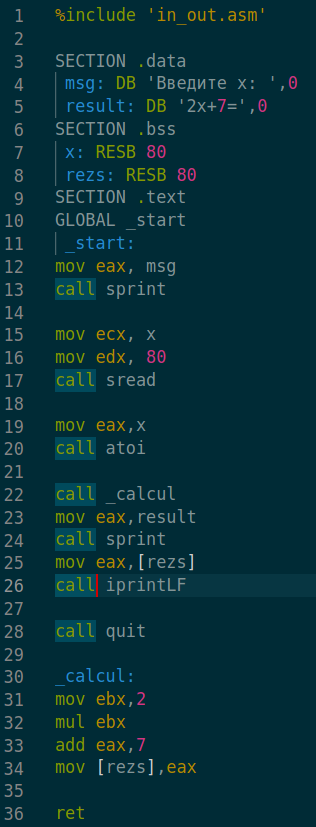 1 %include 'in_out.asm'
2
3 SECTION .data
4 msg: DB 'Введите x: ',0
5 result: DB '2x+7=',0
6 SECTION .bss
7 x: RESB 80
8 rezs: RESB 80
9 SECTION .text
10 GLOBAL _start
11 _start:
12 mov eax, msg
13 call sprint
14
15 mov ecx, x
16 mov edx, 80
17 call sread
18
19 mov eax,x
20 call atoi
21
22 call _calcul
23 mov eax,result
24 call sprint
25 mov eax,[rezs]
26 call iprintLF
27
28 call quit
29
30 _calcul:
31 mov ebx,2
32 mul ebx
33 add eax,7
34 mov [rezs],eax
35
36 ret